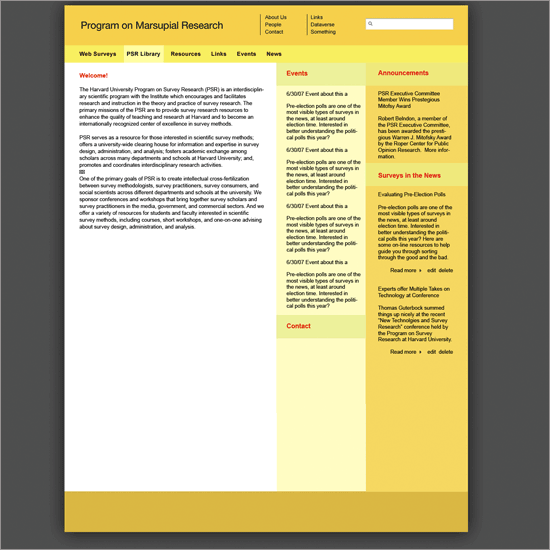 Program on Marsupial Research
About Us
People
Contact
Links
Dataverse
Something
Web Surveys PSR Library Resources Links Events News
Welcome!
The Harvard University Program on Survey Research (PSR) is an interdisciplin-
ary scientific program with the Institute which encourages and facilitates
research and instruction in the theory and practice of survey research. The
primary missions of the PSR are to provide survey research resources to
enhance the quality of teaching and research at Harvard and to become an
internationally recognized center of excellence in survey methods.
PSR serves as a resource for those interested in scientific survey methods;
offers a university-wide clearing house for information and expertise in survey
design, administration, and analysis; fosters academic exchange among
scholars across many departments and schools at Harvard University; and,
promotes and coordinates interdisciplinary research activities.
One of the primary goals of PSR is to create intellectual cross-fertilization
between survey methodologists, survey practitioners, survey consumers, and
social scientists across different departments and schools at the university. We
sponsor conferences and workshops that bring together survey scholars and
survey practitioners in the media, government, and commercial sectors. And we
offer a variety of resources for students and faculty interested in scientific
survey methods, including courses, short workshops, and one-on-one advising
about survey design, administration, and analysis.
Events
6/30/07 Event about this a
Pre-election polls are one of the
most visible types of surveys in
the news, at least around
election time. Interested in
better understanding the politi-
cal polls this year?
6/30/07 Event about this a
Pre-election polls are one of the
most visible types of surveys in
the news, at least around
election time. Interested in
better understanding the politi-
cal polls this year?
6/30/07 Event about this a
Pre-election polls are one of the
most visible types of surveys in
the news, at least around
election time. Interested in
better understanding the politi-
cal polls this year?
6/30/07 Event about this a
Pre-election polls are one of the
most visible types of surveys in
the news, at least around
election time. Interested in
better understanding the politi-
cal polls this year?
Contact
Announcements
PSR Executive Committee
Member Wins Prestegious
Mitofsy Award
Robert Belndon, a member of
the PSR Executive Committee,
has been awarded the presti-
gious Warren J. Mitofsky Award
by the Roper Center for Public
Opinion Research. More infor-
mation.
Surveys in the News
Evaluating Pre-Election Polls
Pre-election polls are one of the
most visible types of surveys in
the news, at least around
election time. Interested in
better understanding the politi-
cal polls this year? Here are
some on-line resources to help
guide you through sorting
through the good and the bad.
Read more + edit delete
Experts offer Multiple Takes on
Technology at Conference
Thomas Guterbock summed
things up nicely at the recent
"New Technolgies and Survey
Research" conference held by
the Program on Survey
Research at Harvard University.
Read more + edit delete